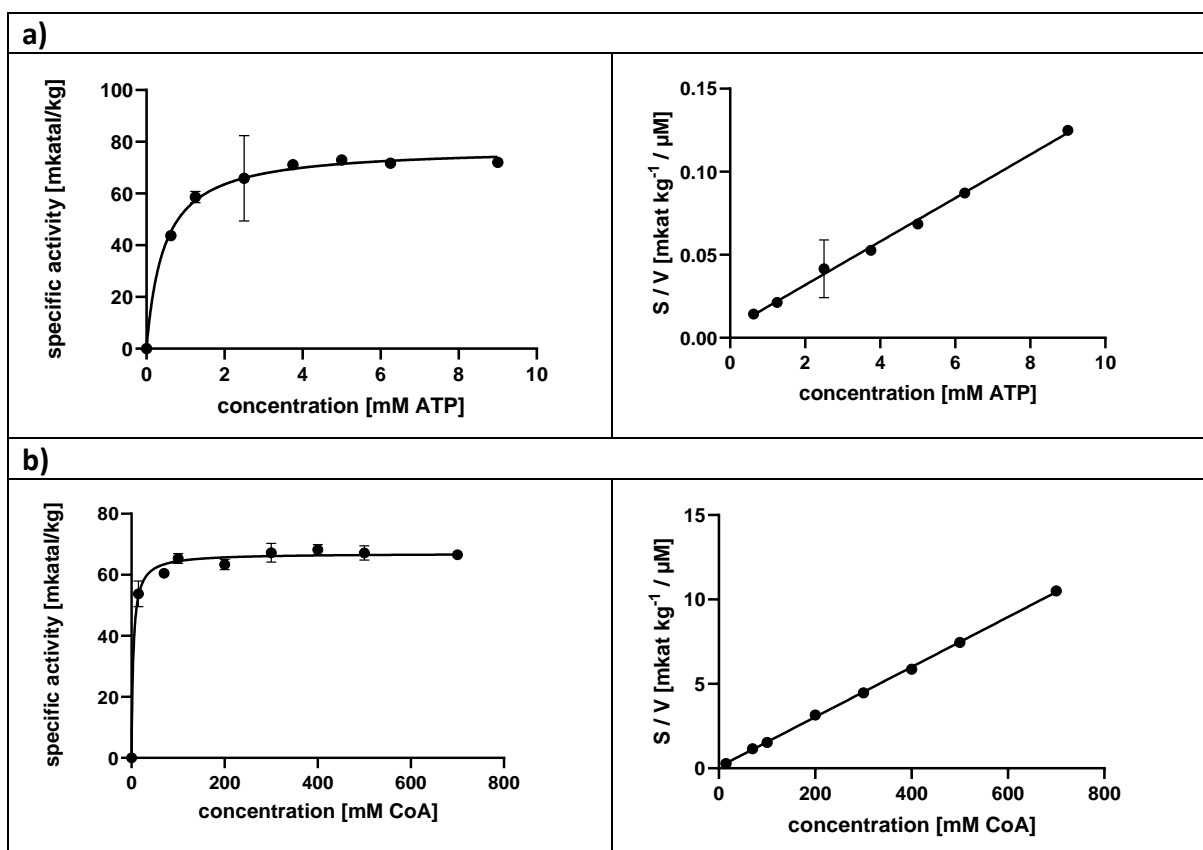 a)
specific activity [mkatal/kg]
100
80
60
40
20
0
0 2 4 6 8 10
concentration [mM ATP]
S / V [mkat kg⁻¹ / µM]
0.15
0.10
0.05
0.00
0 2 4 6 8 10
concentration [mM ATP]
b)
specific activity [mkatal/kg]
80
60
40
20
0
0 200 400 600 800
concentration [mM CoA]
S / V [mkat kg⁻¹ / µM]
15
10
5
0
0 200 400 600 800
concentration [mM CoA]